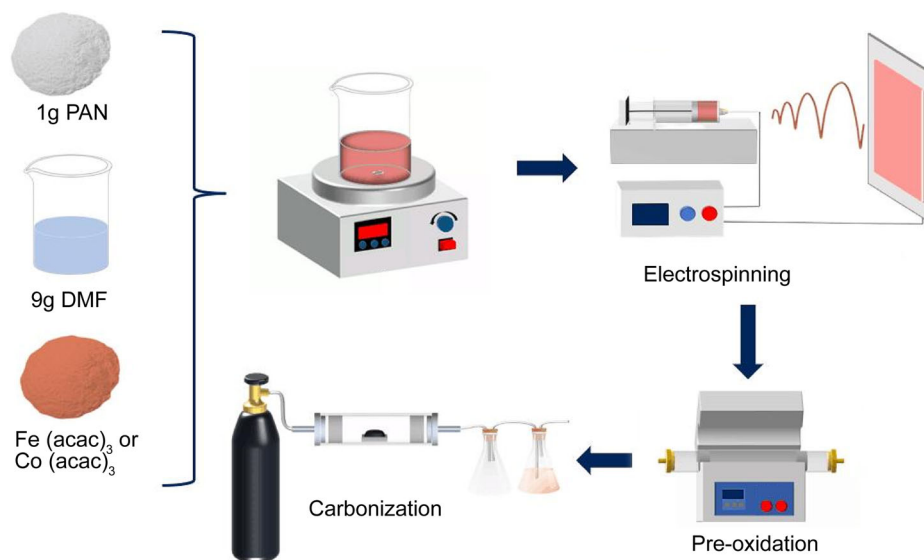 1g PAN
9g DMF
Fe (acac)₃ or
Co (acac)₃
Electrospinning
Pre-oxidation
Carbonization